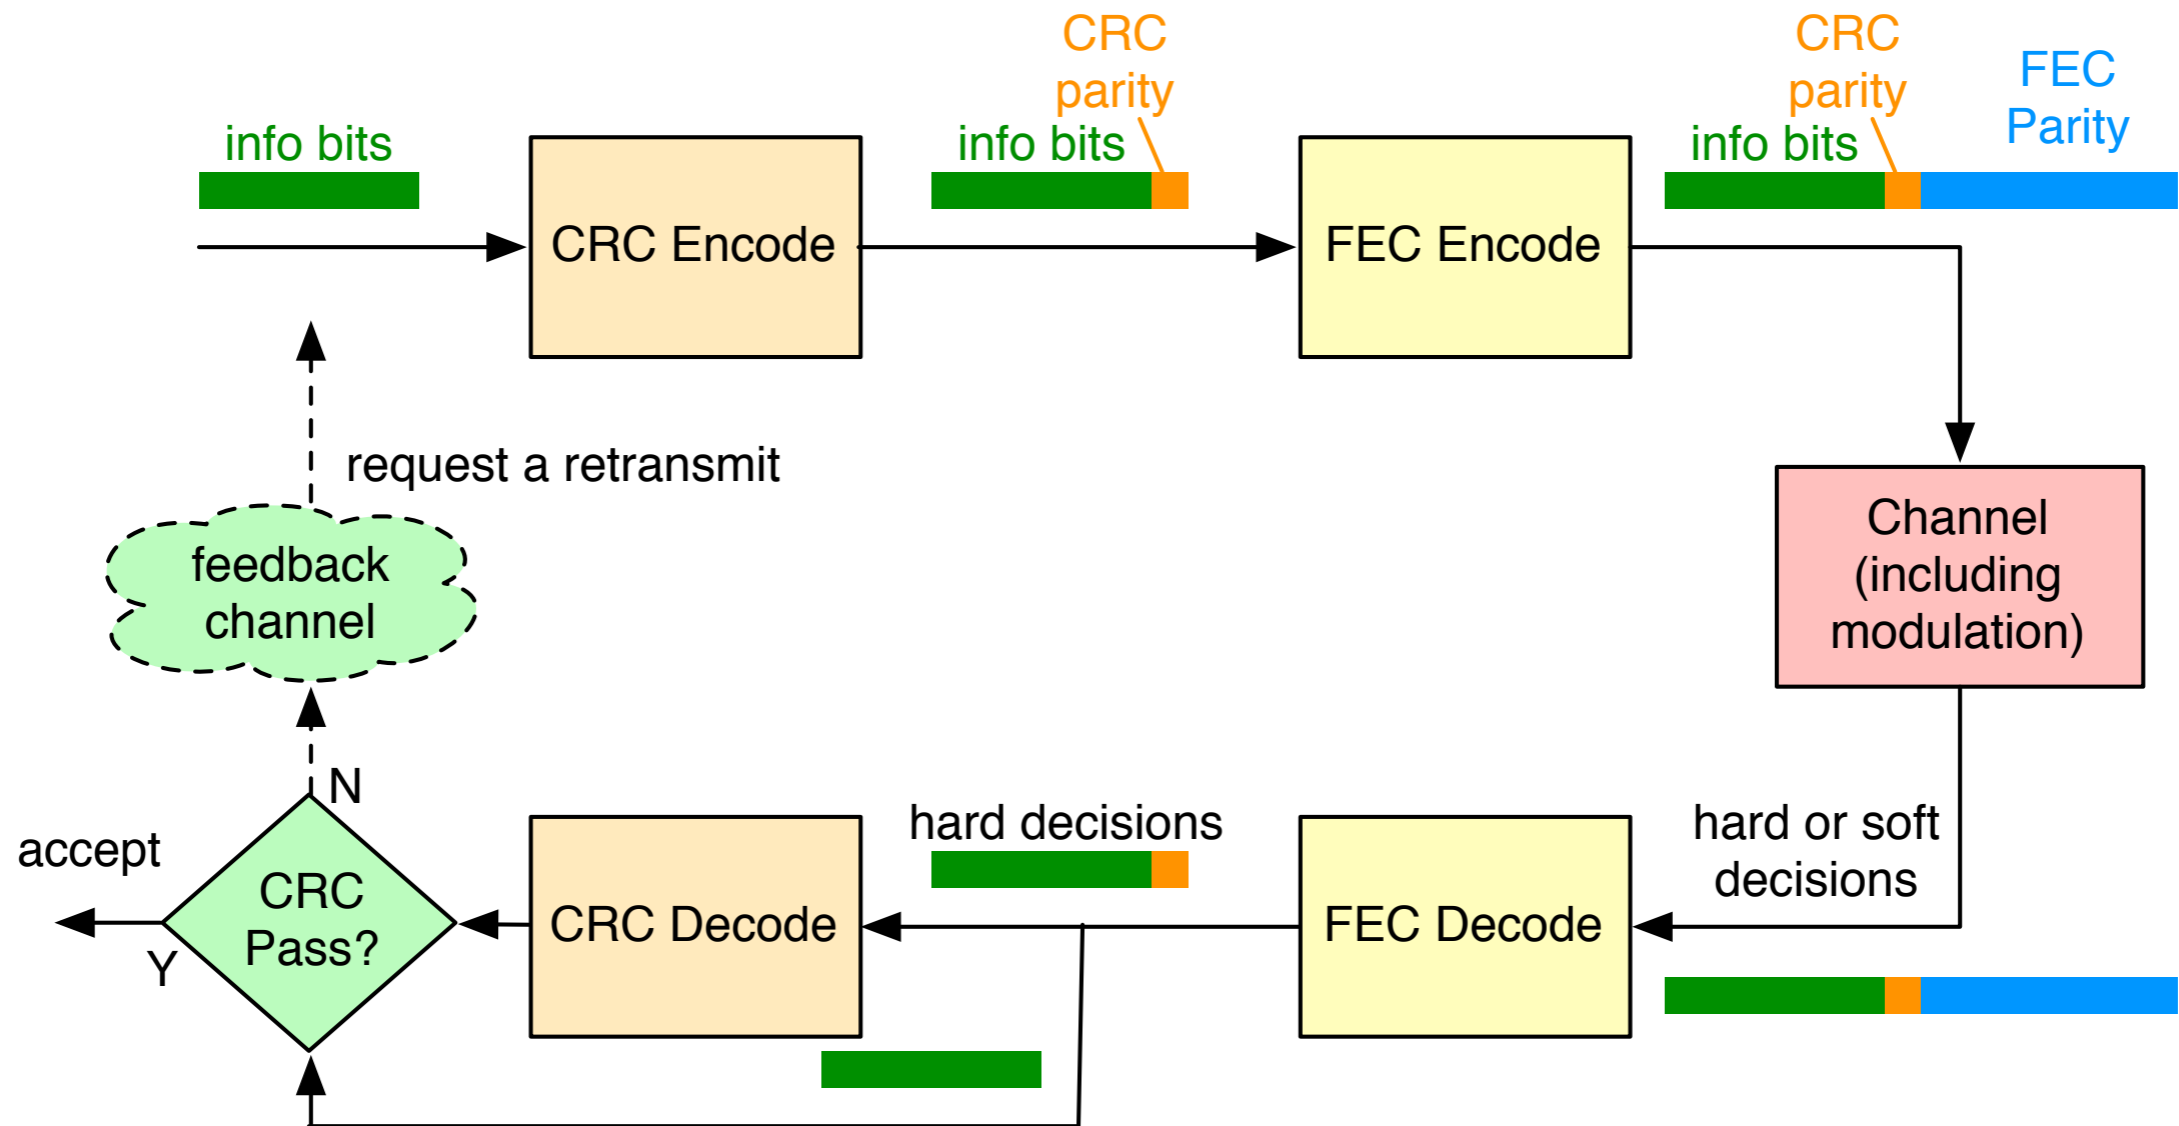 CRC
parity
CRC
parity
FEC
Parity
info bits
info bits
info bits
CRC Encode
FEC Encode
request a retransmit
feedback
channel
Channel
(including
modulation)
N
accept
CRC
Pass?
Y
CRC Decode
hard decisions
FEC Decode
hard or soft
decisions